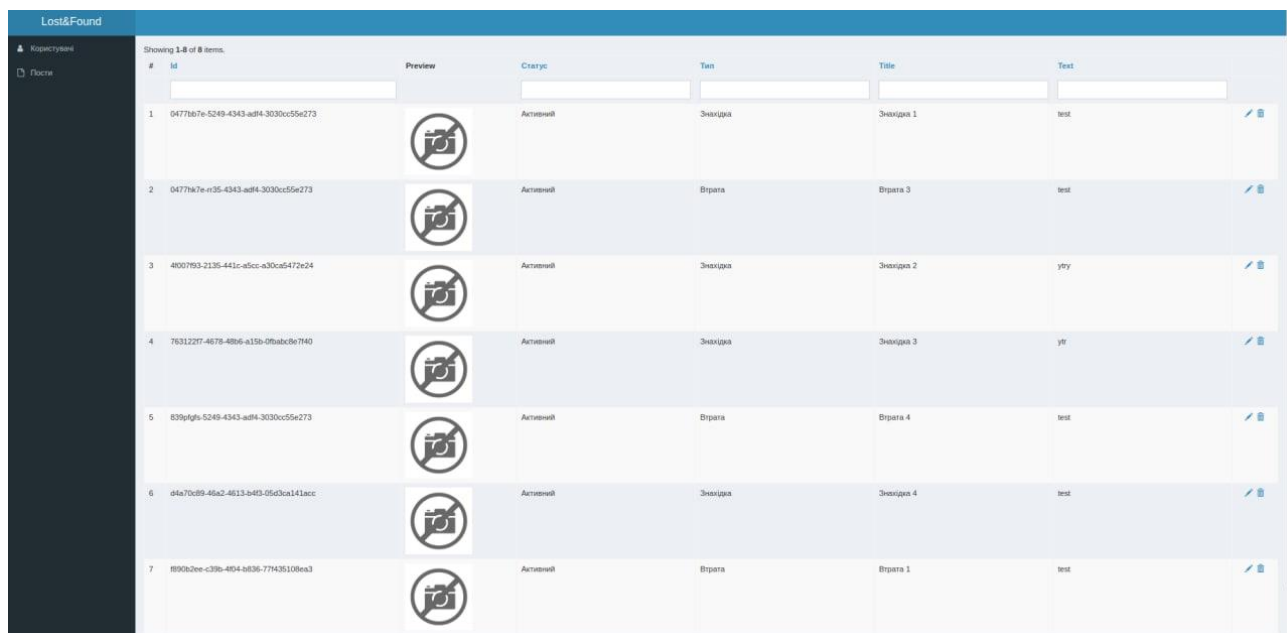 Lost&Found
Користувачі
Пости
Showing 1-8 of 8 items.
# Id Preview Статус Тип Title Text
1 0477bb7e-5249-4343-adf4-3030cc55e273 Активний Знахідка Знахідка 1 test
2 0477hk7e-rr35-4343-adf4-3030cc55e273 Активний Втрата Втрата 3 test
3 4f007f93-2135-441c-a5cc-a30ca5472e24 Активний Знахідка Знахідка 2 ytry
4 763122f7-4678-48b6-a15b-0fbabc8e7f40 Активний Знахідка Знахідка 3 ytr
5 839pfgfs-5249-4343-adf4-3030cc55e273 Активний Втрата Втрата 4 test
6 d4a70c89-46a2-4613-b4f3-05d3ca141acc Активний Знахідка Знахідка 4 test
7 f890b2ee-c39b-4f04-b836-77f435108ea3 Активний Втрата Втрата 1 test